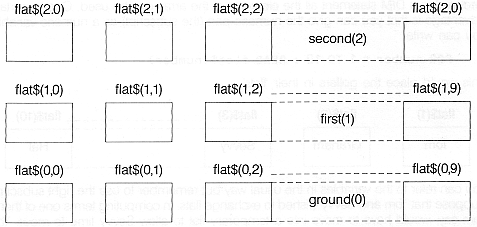 flat$(2.0) flat$(2,1) flat$(2,2) flat$(2,0)
second(2)
flat$(1,0) flat$(1,1) flat$(1,2) flat$(1,9)
first(1)
flat$(0,0) flat$(0,1) flat$(0,2) flat$(0,9)
ground(0)